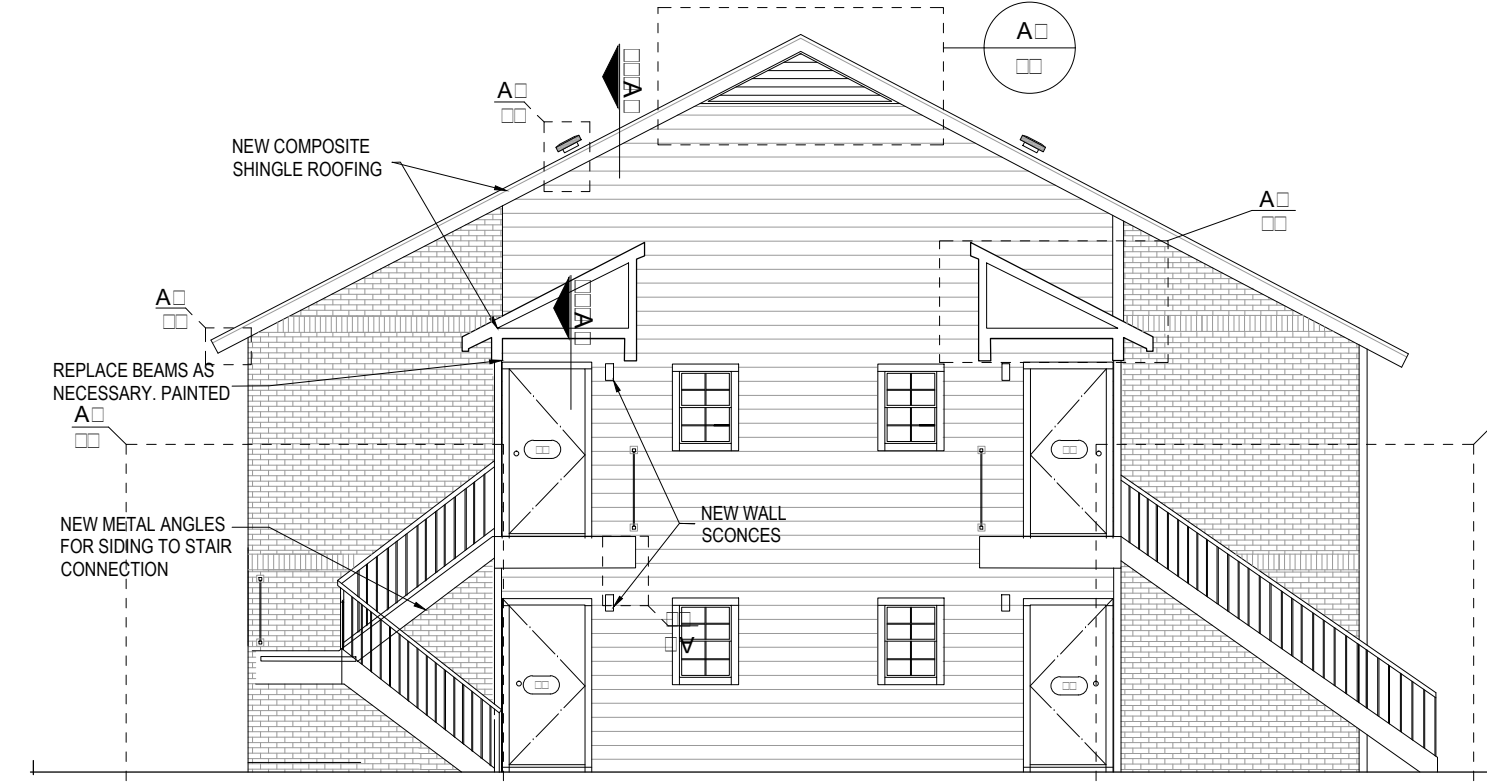 NEW COMPOSITE
SHINGLE ROOFING
REPLACE BEAMS AS
NECESSARY. PAINTED
NEW METAL ANGLES
FOR SIDING TO STAIR
CONNECTION
NEW WALL
SCONCES
A
A
A
A
A
A
A
A